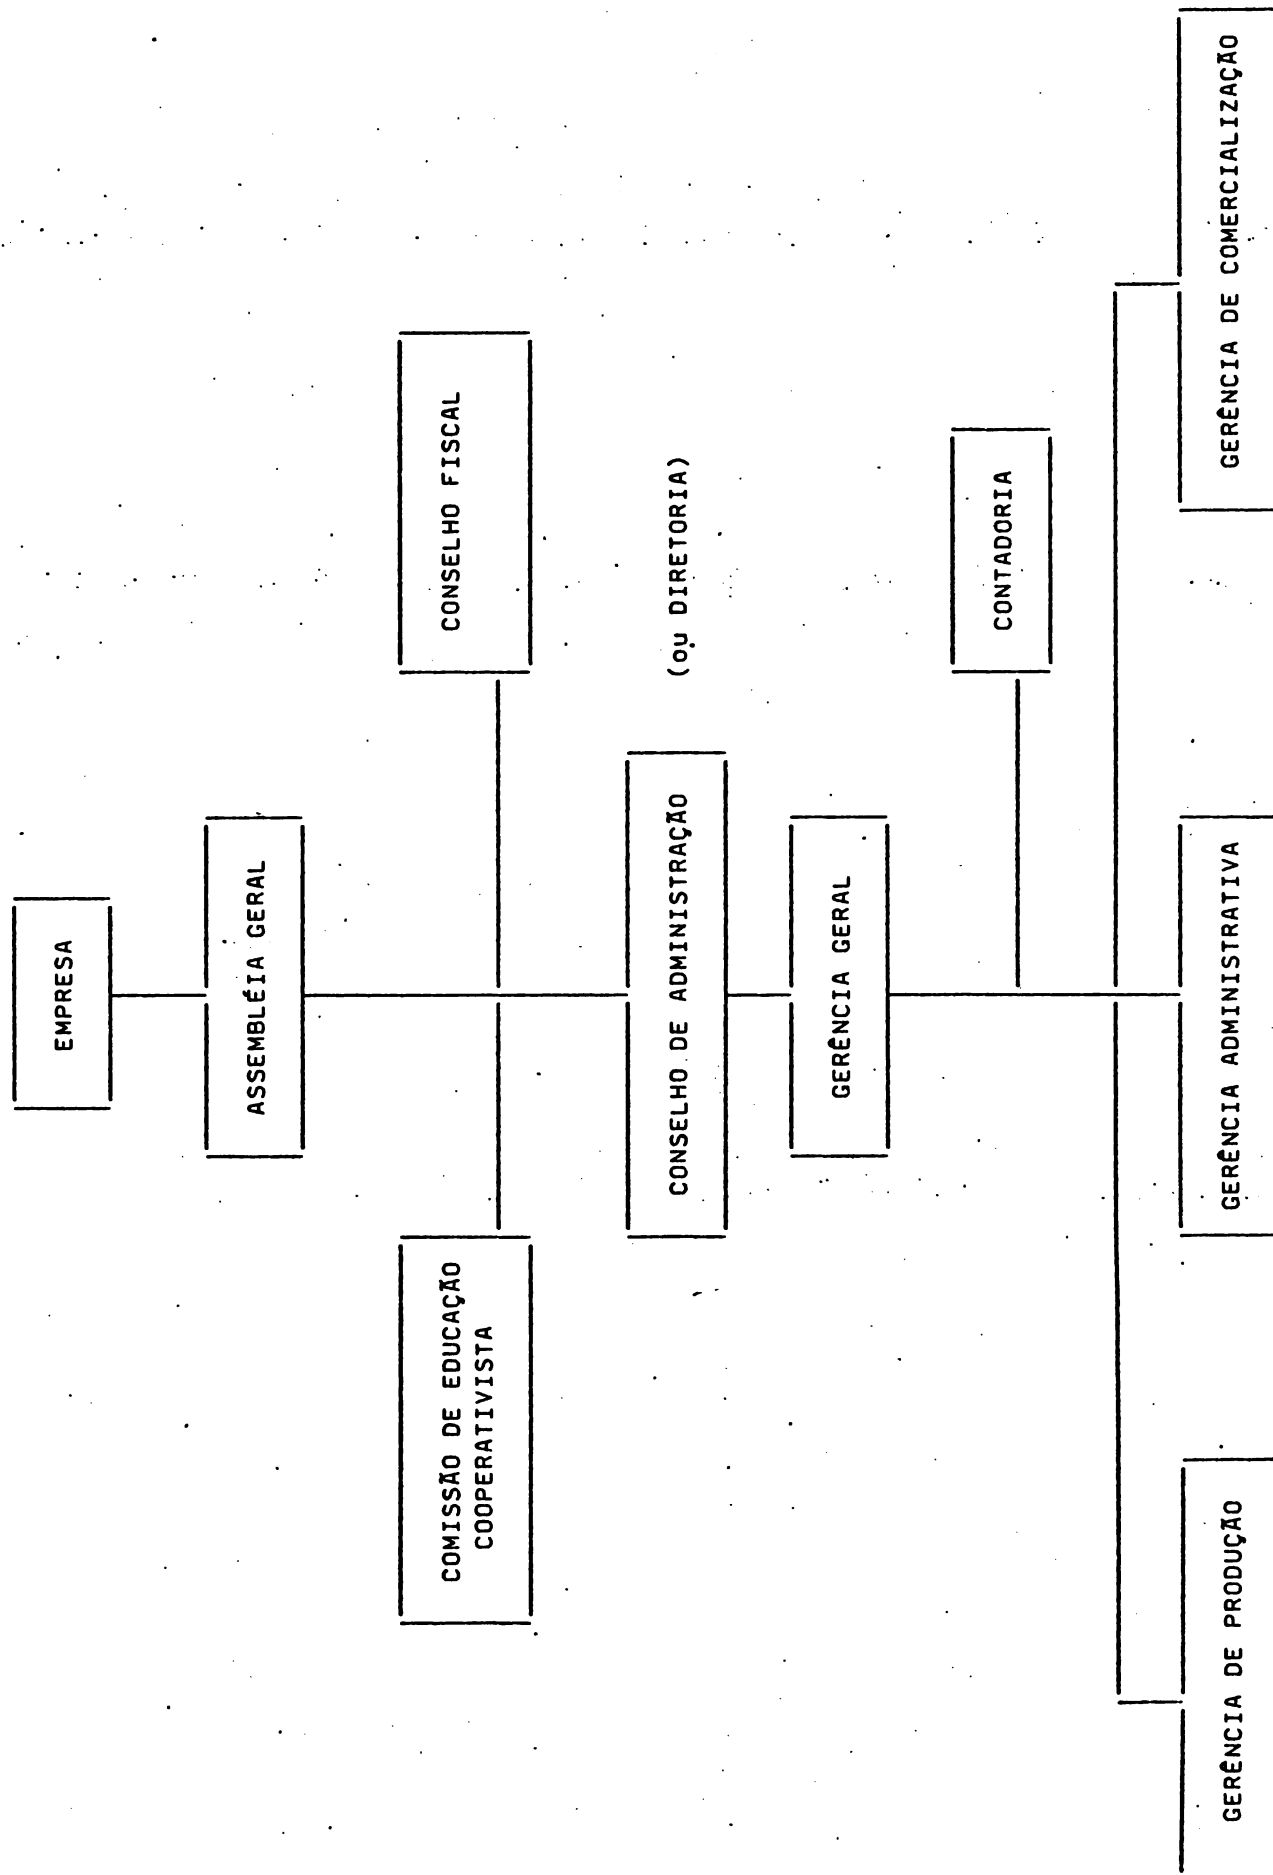 EMPRESA
ASSEMBLÉIA GERAL
COMISSÃO DE EDUCAÇÃO
COOPERATIVISTA
CONSELHO FISCAL
CONSELHO DE ADMINISTRAÇÃO
(ou DIRETORIA)
GERÊNCIA GERAL
CONTADORIA
GERÊNCIA DE PRODUÇÃO
GERÊNCIA ADMINISTRATIVA
GERÊNCIA DE COMERCIALIZAÇÃO